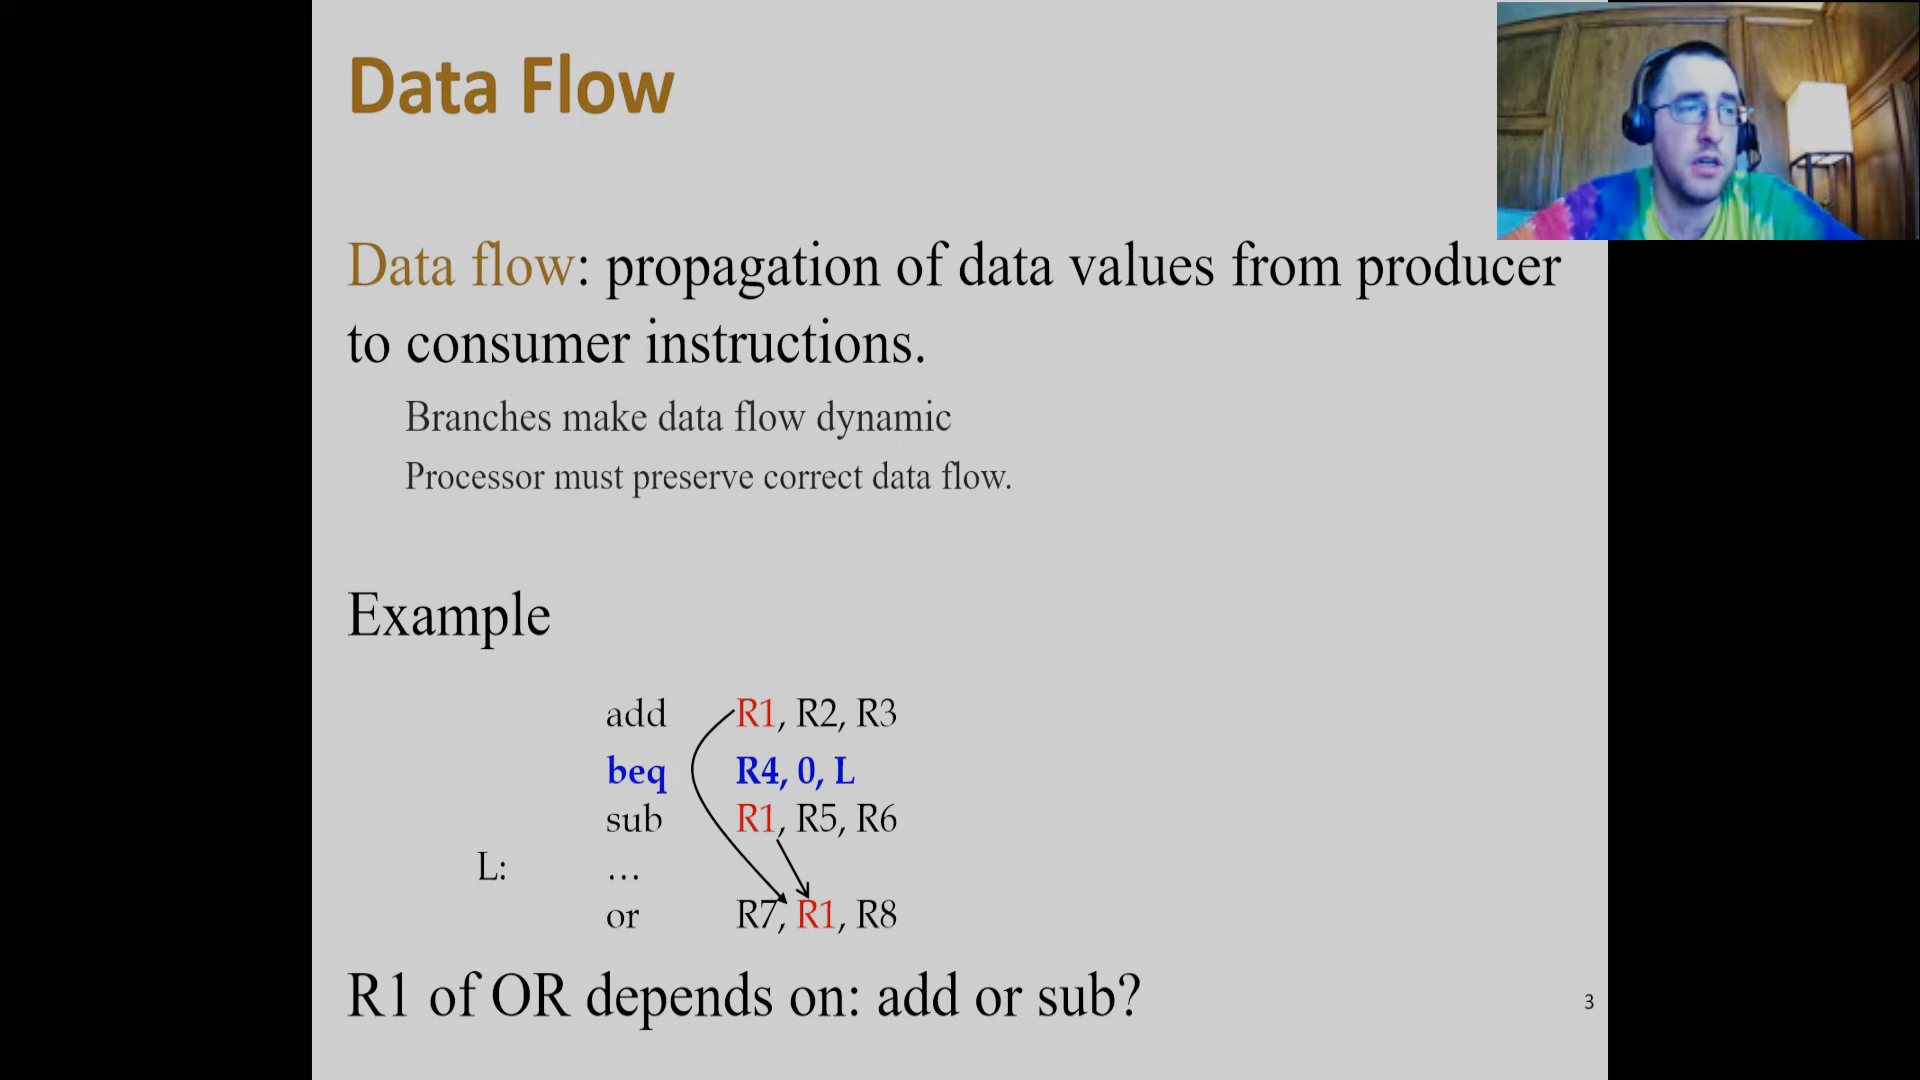 Data Flow
Data flow: propagation of data values from producer
to consumer instructions.
Branches make data flow dynamic
Processor must preserve correct data flow.
Example
add R1, R2, R3
beq R4, 0, L
sub R1, R5, R6
L: …
or R7, R1, R8
R1 of OR depends on: add or sub?
3